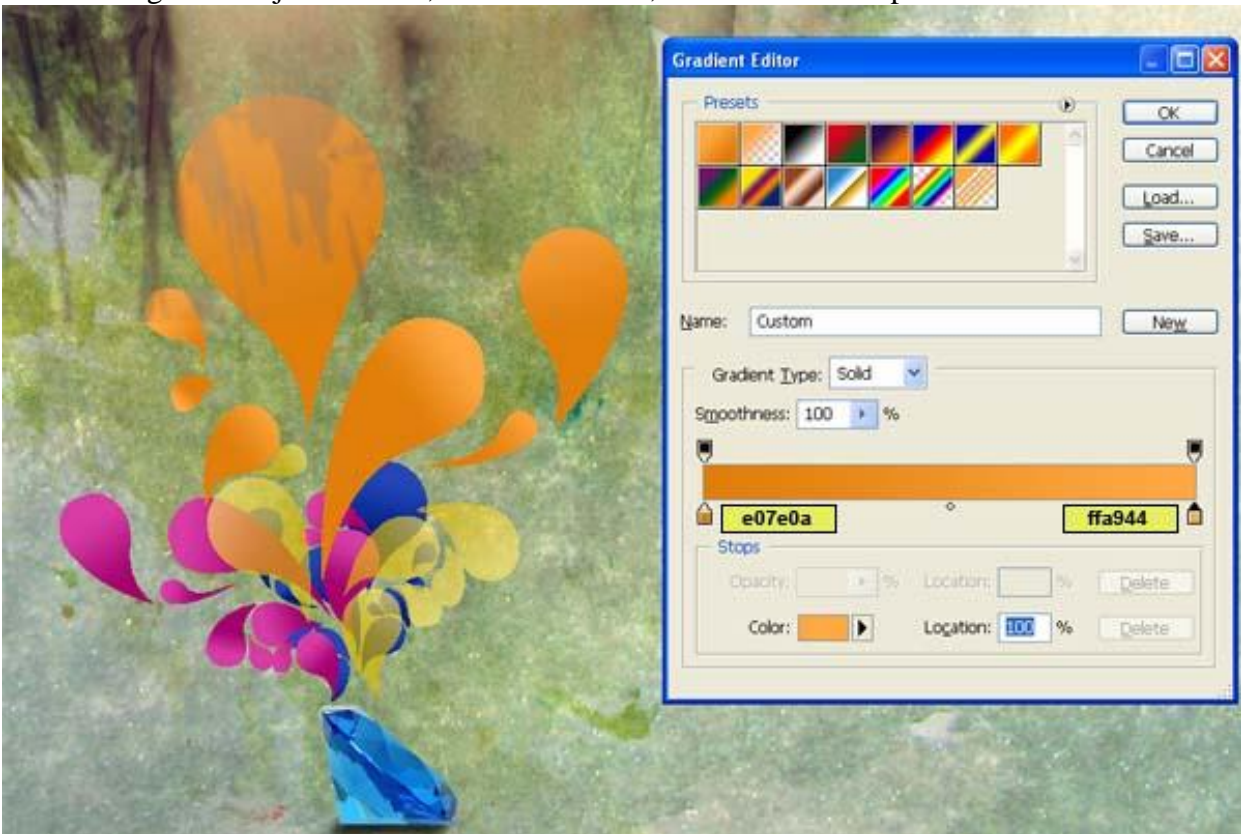 Gradient Editor
Presets
OK
Cancel
Load...
Save...
Name: Custom
New
Gradient Type: Solid
Smoothness: 100 %
e07e0a
ffa944
Stops
Opacity: % Location: % Delete
Color: Location: 100 % Delete